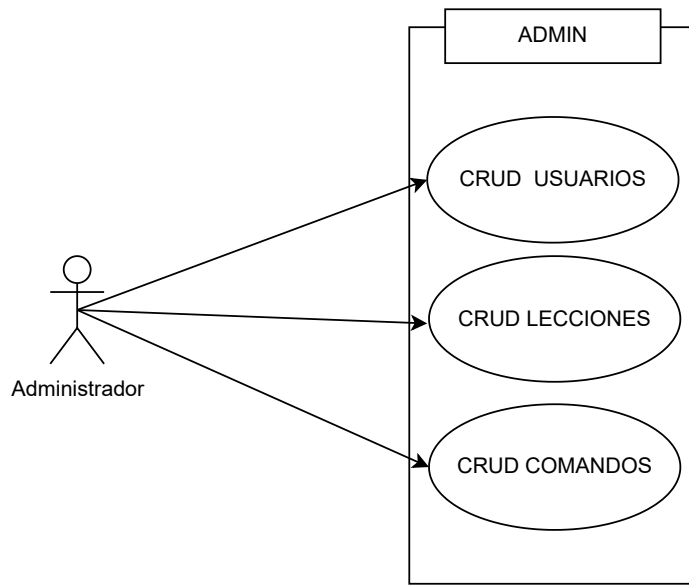 ADMIN
CRUD  USUARIOS
CRUD LECCIONES
Administrador
CRUD COMANDOS